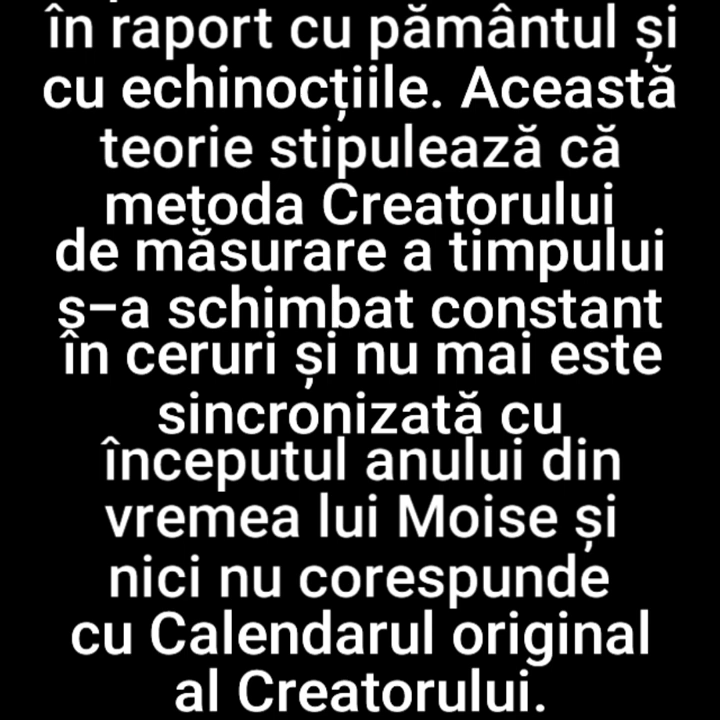 în raport cu pământul și
cu echinocțiile. Această
teorie stipulează că
metoda Creatorului
de măsurare a timpului
s-a schimbat constant
în ceruri și nu mai este
sincronizată cu
începutul anului din
vremea lui Moise și
nici nu corespunde
cu Calendarul original
al Creatorului.